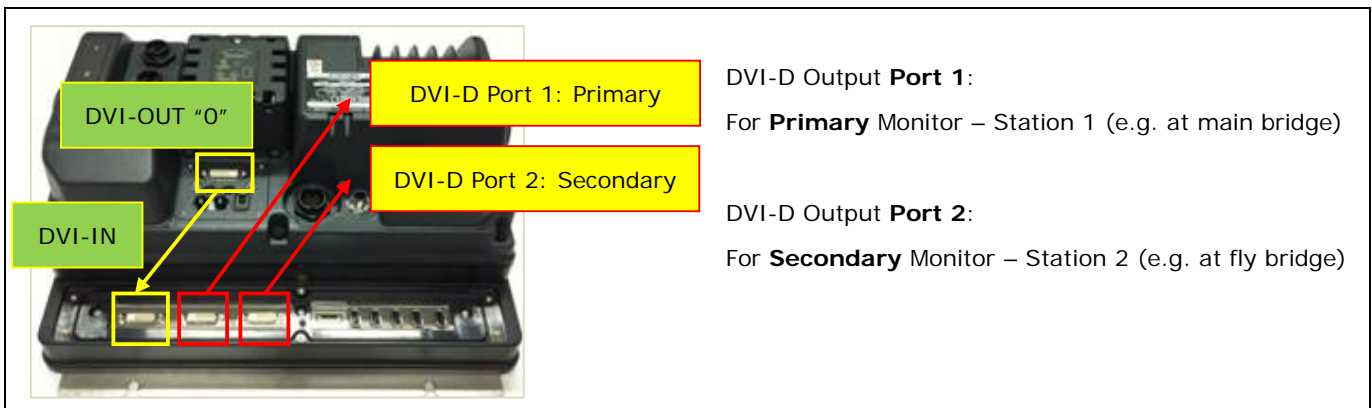 DVI-OUT “0”
DVI-IN
DVI-D Port 1: Primary
DVI-D Port 2: Secondary
DVI-D Output Port 1:
For Primary Monitor – Station 1 (e.g. at main bridge)
DVI-D Output Port 2:
For Secondary Monitor – Station 2 (e.g. at fly bridge)